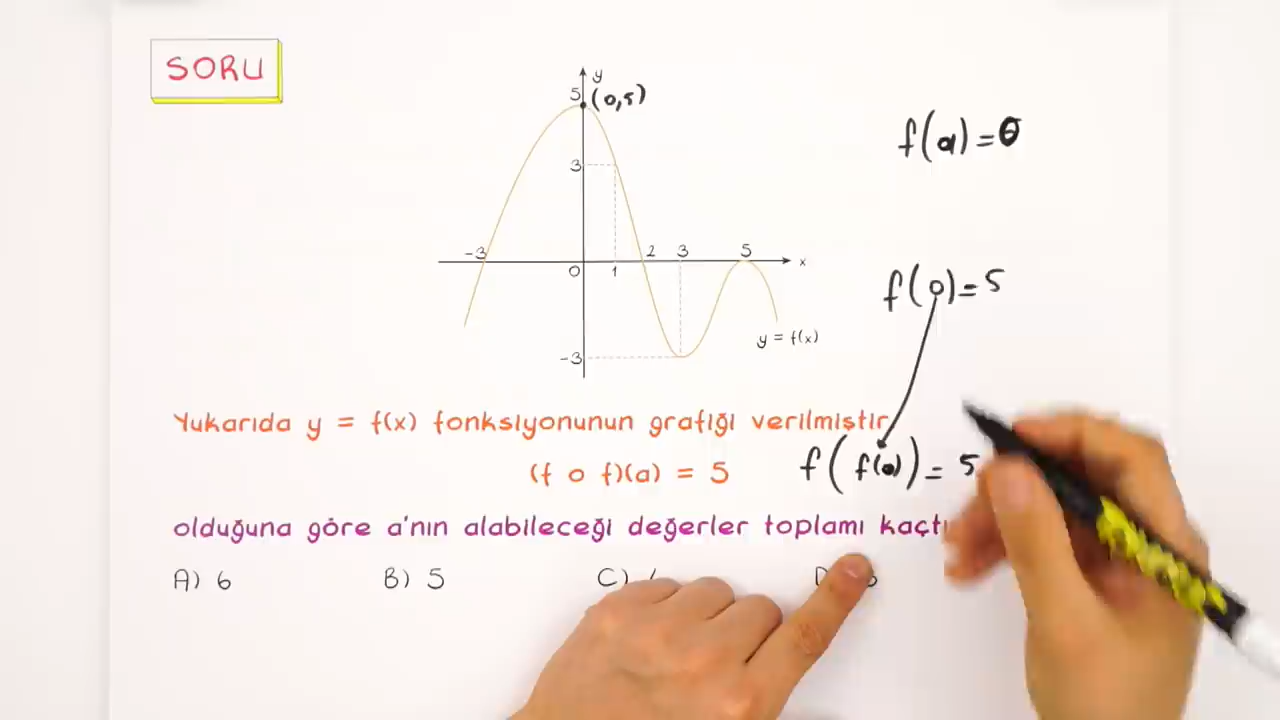 SORU
y
5 (0,5)
3
-3 2 3 5
0 1 x
-3
y = f(x)
f(a)=0
f(0)=5
Yukarıda y = f(x) fonksiyonunun grafiği verilmiştir
(f o f)(a) = 5
f(f(a))=5
olduğuna göre a'nın alabileceği değerler toplamı
A) 6 B) 5 C)